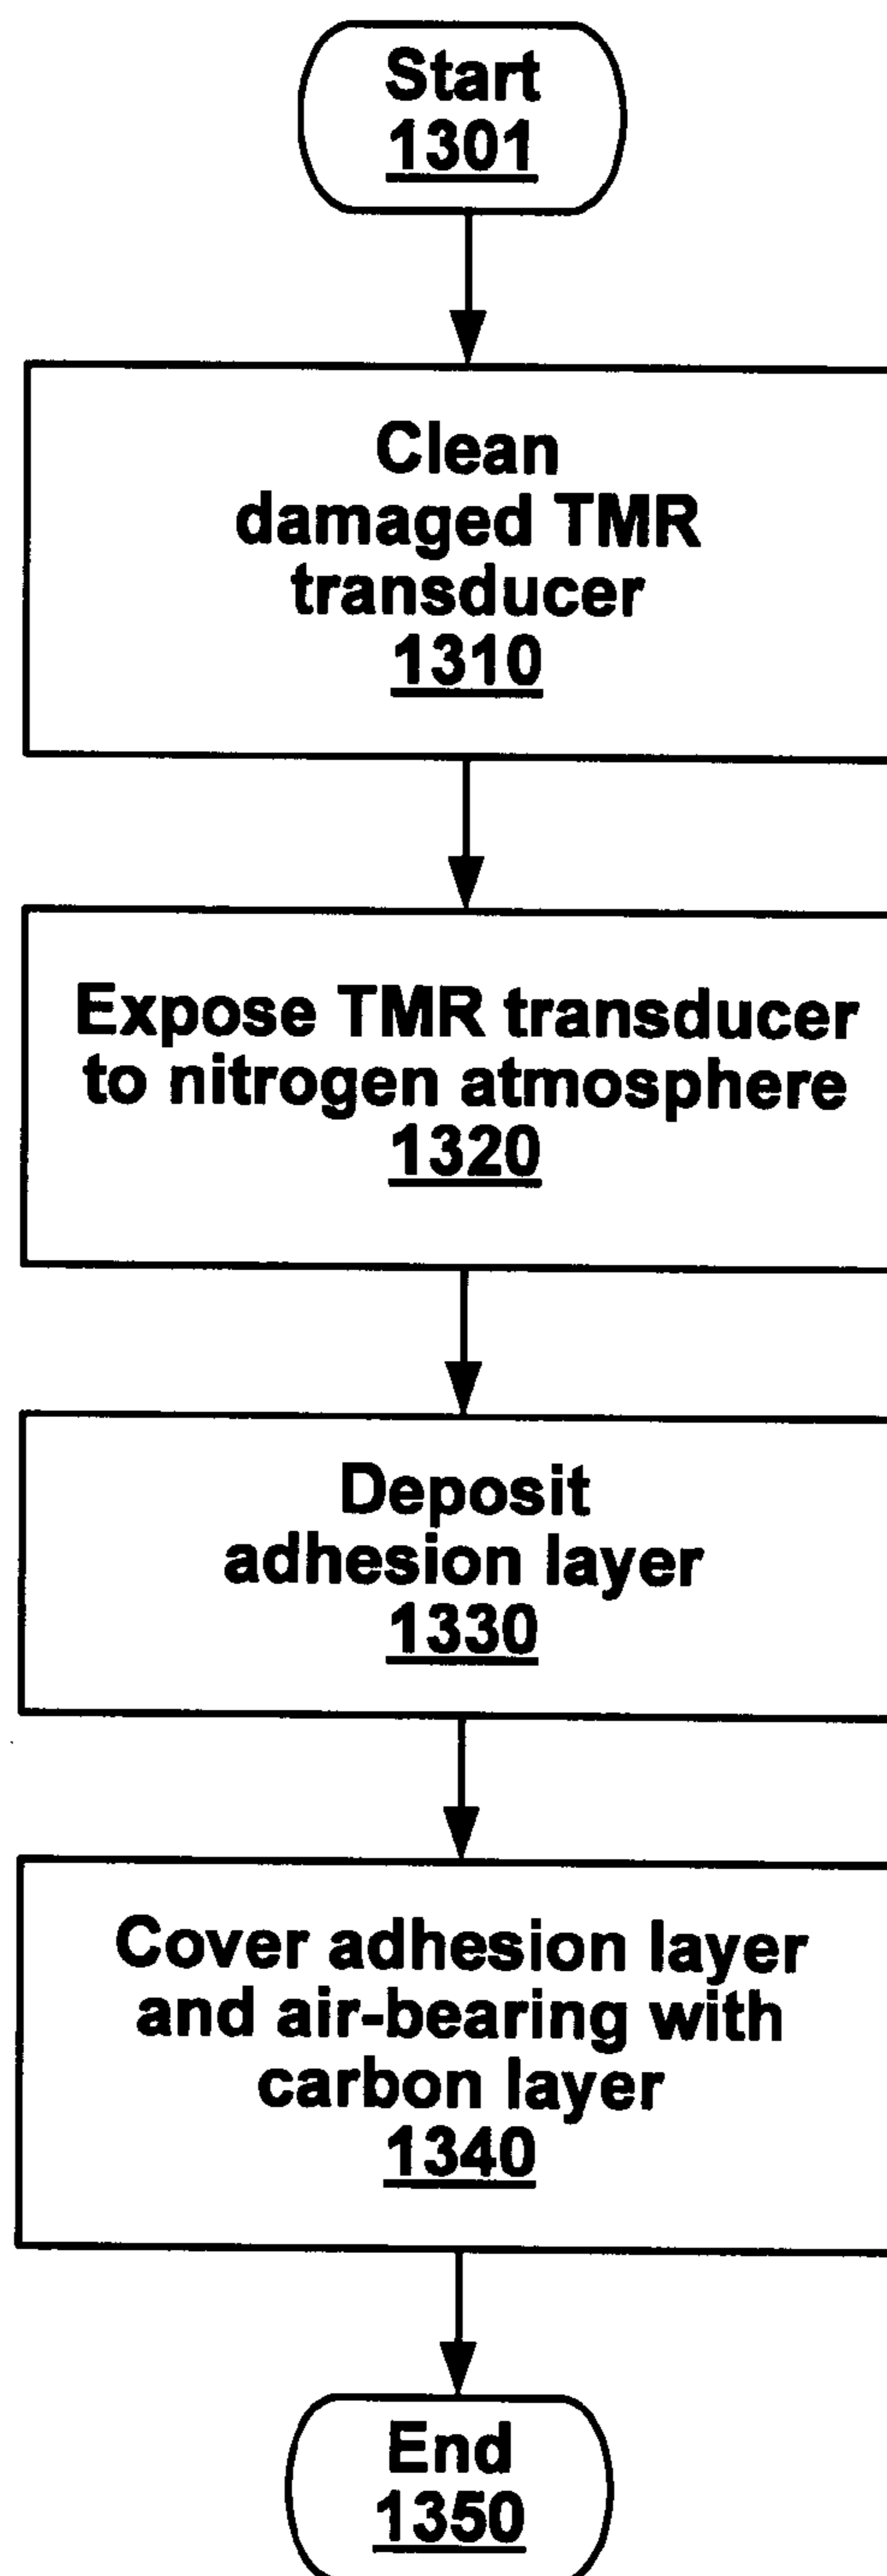 Start
1301
Clean
damaged TMR
transducer
1310
Expose TMR transducer
to nitrogen atmosphere
1320
Deposit
adhesion layer
1330
Cover adhesion layer
and air-bearing with
carbon layer
1340
End
1350